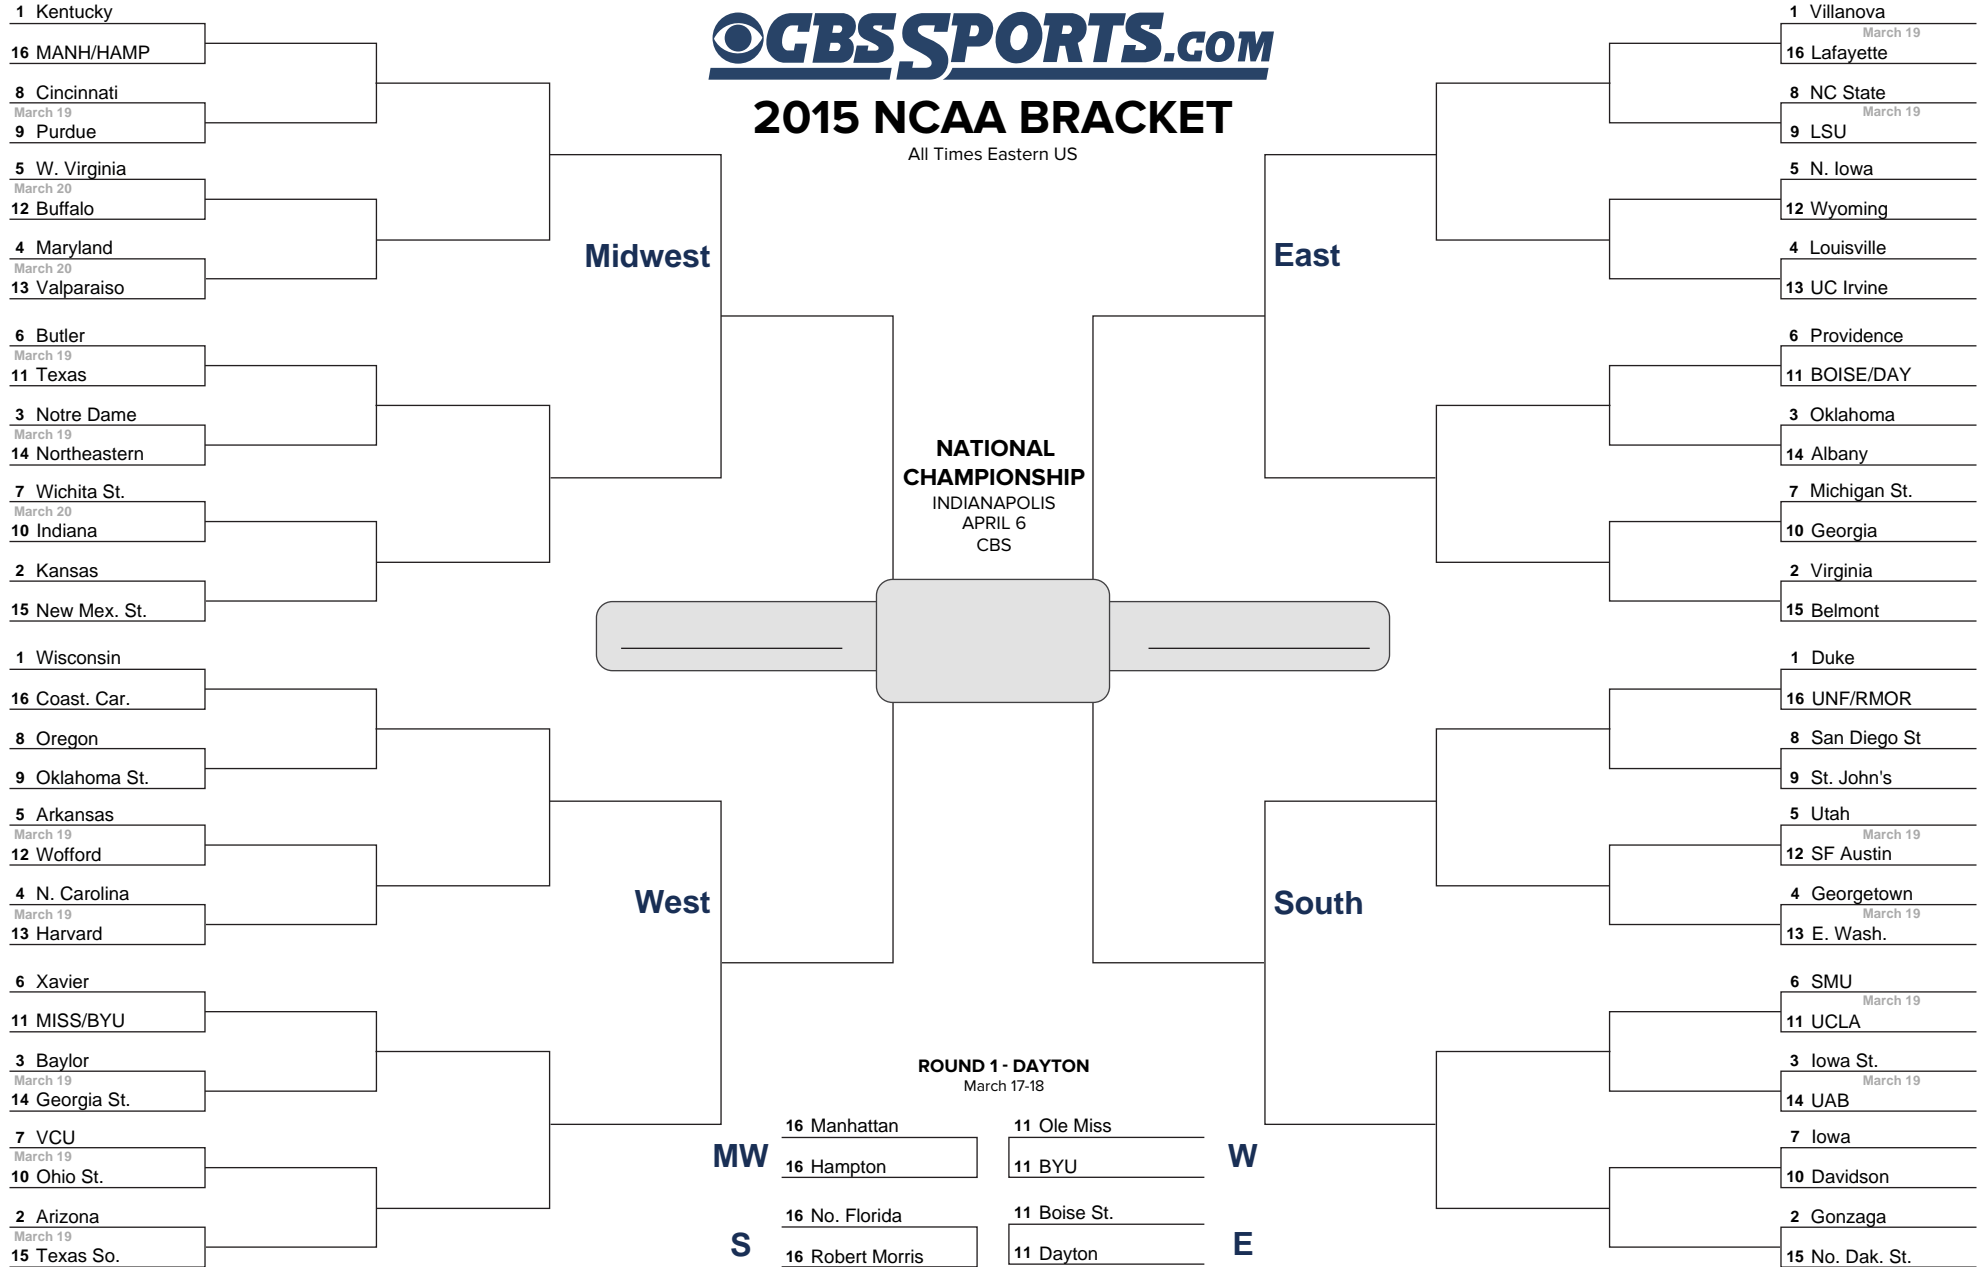 CBSSPORTS.COM
2015 NCAA BRACKET
All Times Eastern US
1 Kentucky
16 MANH/HAMP
8 Cincinnati
March 19
9 Purdue
5 W. Virginia
March 20
12 Buffalo
4 Maryland
March 20
13 Valparaiso
6 Butler
March 19
11 Texas
3 Notre Dame
March 19
14 Northeastern
7 Wichita St.
March 20
10 Indiana
2 Kansas
15 New Mex. St.
Midwest
1 Wisconsin
16 Coast. Car.
8 Oregon
9 Oklahoma St.
5 Arkansas
March 19
12 Wofford
4 N. Carolina
March 19
13 Harvard
6 Xavier
11 MISS/BYU
3 Baylor
March 19
14 Georgia St.
7 VCU
March 19
10 Ohio St.
2 Arizona
March 19
15 Texas So.
West
NATIONAL
CHAMPIONSHIP
INDIANAPOLIS
APRIL 6
CBS
1 Villanova
March 19
16 Lafayette
8 NC State
March 19
9 LSU
5 N. Iowa
12 Wyoming
4 Louisville
13 UC Irvine
6 Providence
11 BOISE/DAY
3 Oklahoma
14 Albany
7 Michigan St.
10 Georgia
2 Virginia
15 Belmont
East
1 Duke
16 UNF/RMOR
8 San Diego St
9 St. John's
5 Utah
March 19
12 SF Austin
4 Georgetown
March 19
13 E. Wash.
6 SMU
March 19
11 UCLA
3 Iowa St.
March 19
14 UAB
7 Iowa
10 Davidson
2 Gonzaga
15 No. Dak. St.
South
ROUND 1 - DAYTON
March 17-18
MW
16 Manhattan
16 Hampton
11 Ole Miss
11 BYU
W
S
16 No. Florida
16 Robert Morris
11 Boise St.
11 Dayton
E